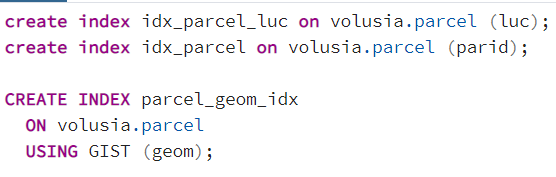 create index idx_parcel_luc on volusia.parcel (luc);
create index idx_parcel on volusia.parcel (parid);
CREATE INDEX parcel_geom_idx
ON volusia.parcel
USING GIST (geom);